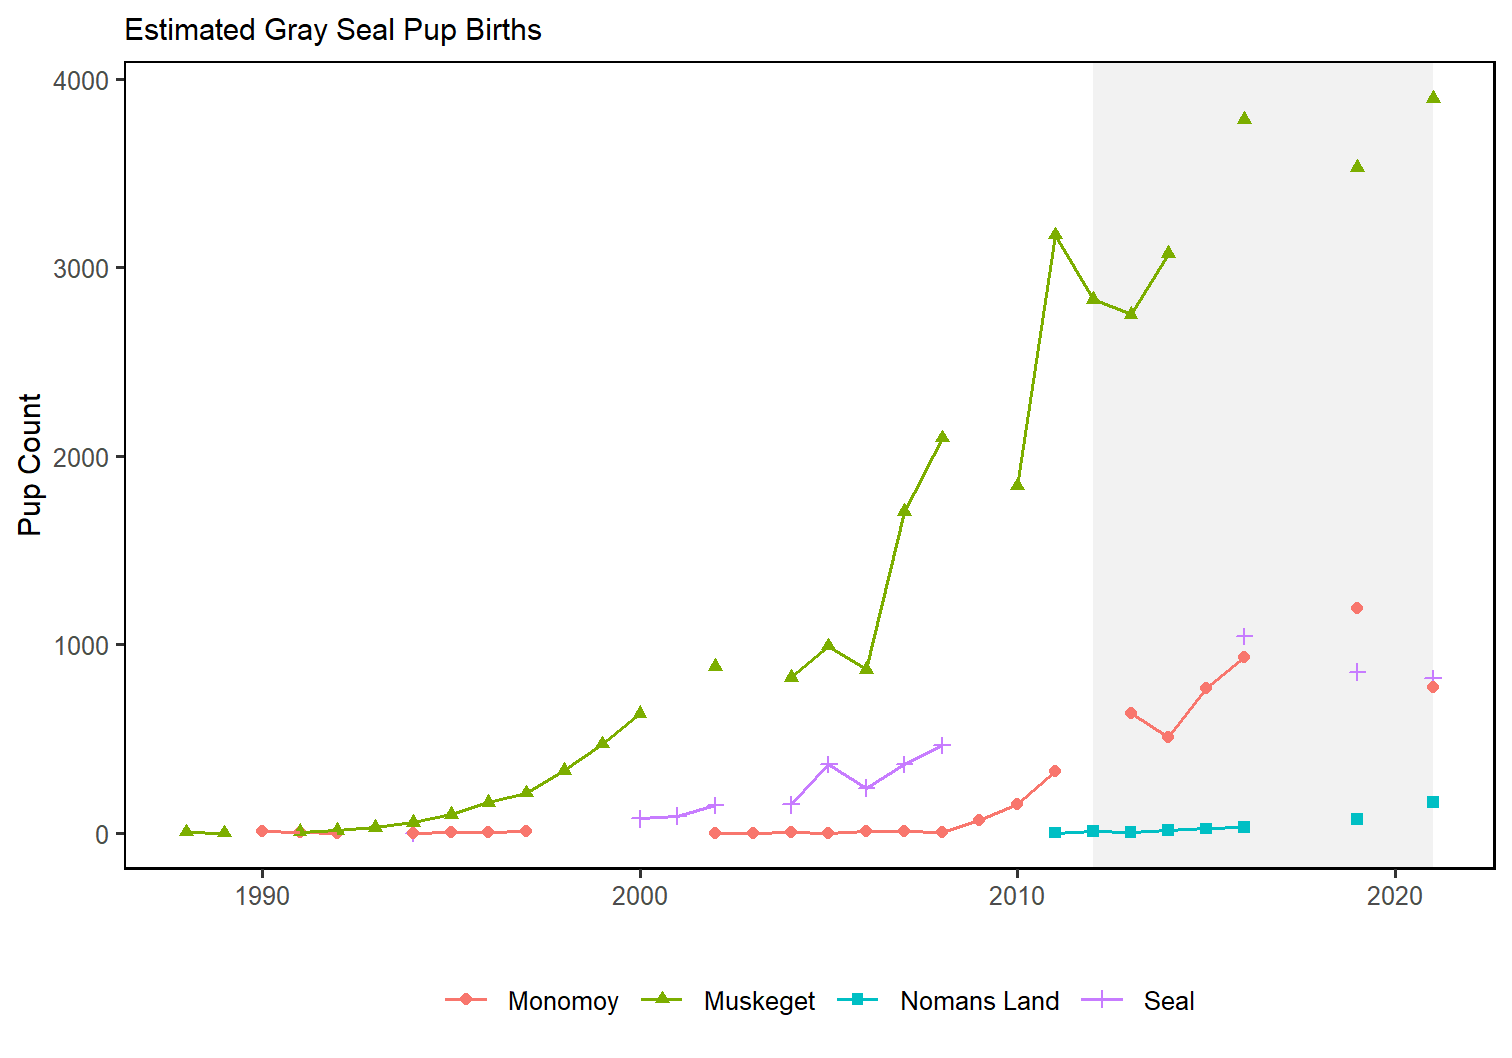 Estimated Gray Seal Pup Births
Pup Count
4000
3000
2000
1000
0
1990 2000 2010 2020
Monomoy Muskeget Nomans Land Seal